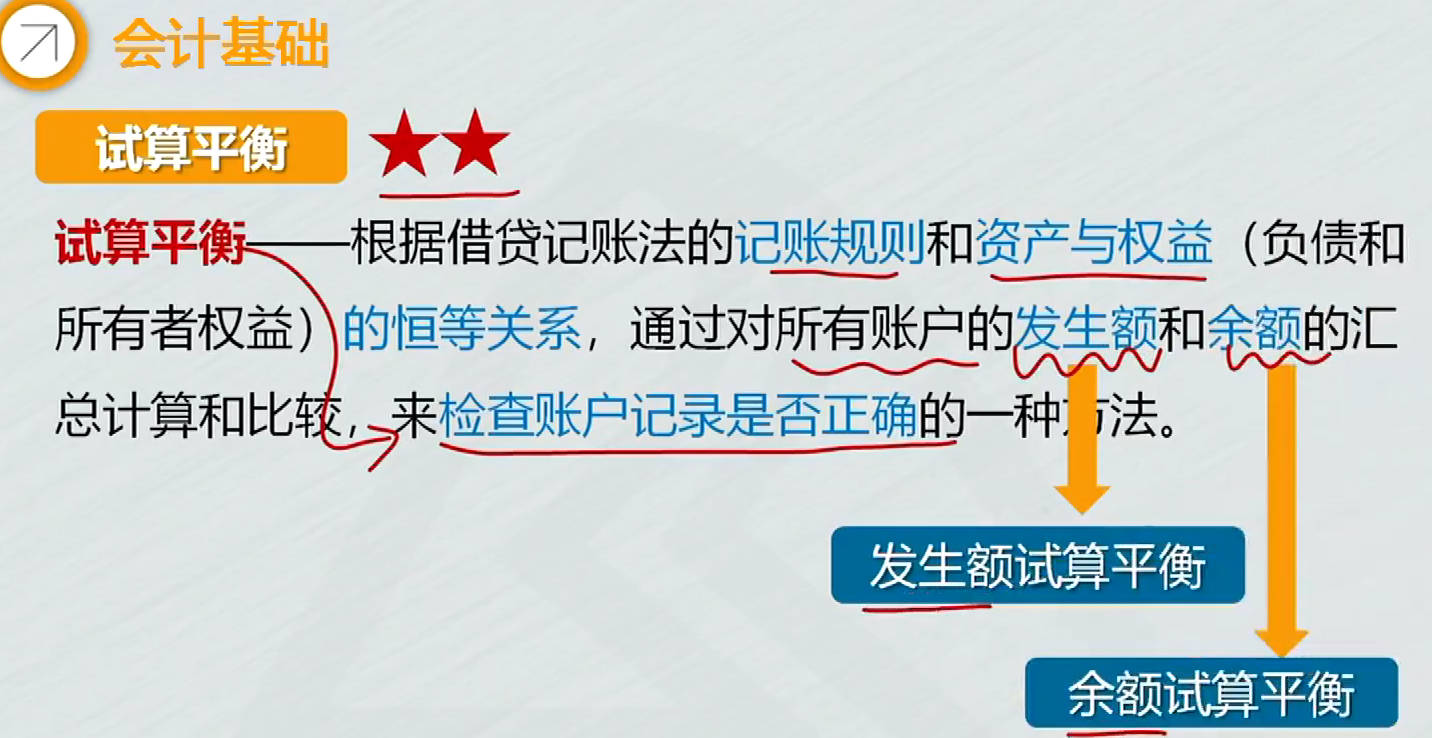 会计基础
试算平衡
试算平衡——根据借贷记账法的记账规则和资产与权益（负债和
所有者权益）的恒等关系，通过对所有账户的发生额和余额的汇
总计算和比较，来检查账户记录是否正确的一种方法。
发生额试算平衡
余额试算平衡